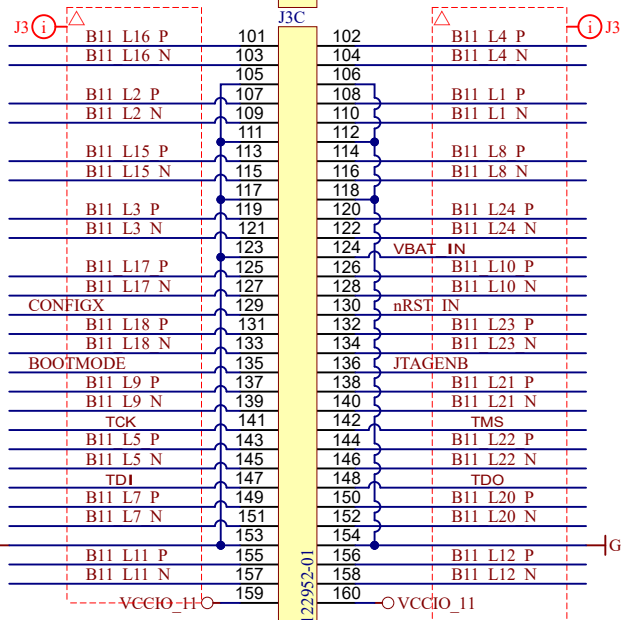 J3C
J3 i i J3
B11_L16_P 101 102 B11_L4_P
B11_L16_N 103 104 B11_L4_N
105 106
B11_L2_P 107 108 B11_L1_P
B11_L2_N 109 110 B11_L1_N
111 112
B11_L15_P 113 114 B11_L8_P
B11_L15_N 115 116 B11_L8_N
117 118
B11_L3_P 119 120 B11_L24_P
B11_L3_N 121 122 B11_L24_N
123 124 VBAT_IN
B11_L17_P 125 126 B11_L10_P
B11_L17_N 127 128 B11_L10_N
CONFIGX 129 130 nRST_IN
B11_L18_P 131 132 B11_L23_P
B11_L18_N 133 134 B11_L23_N
BOOTMODE 135 136 JTAGENB
B11_L9_P 137 138 B11_L21_P
B11_L9_N 139 140 B11_L21_N
TCK 141 142 TMS
B11_L5_P 143 144 B11_L22_P
B11_L5_N 145 146 B11_L22_N
TDI 147 148 TDO
B11_L7_P 149 150 B11_L20_P
B11_L7_N 151 152 B11_L20_N
153 154 G
B11_L11_P 155 156 B11_L12_P
B11_L11_N 157 158 B11_L12_N
VCCIO_11 159 160 VCCIO_11
122952-01